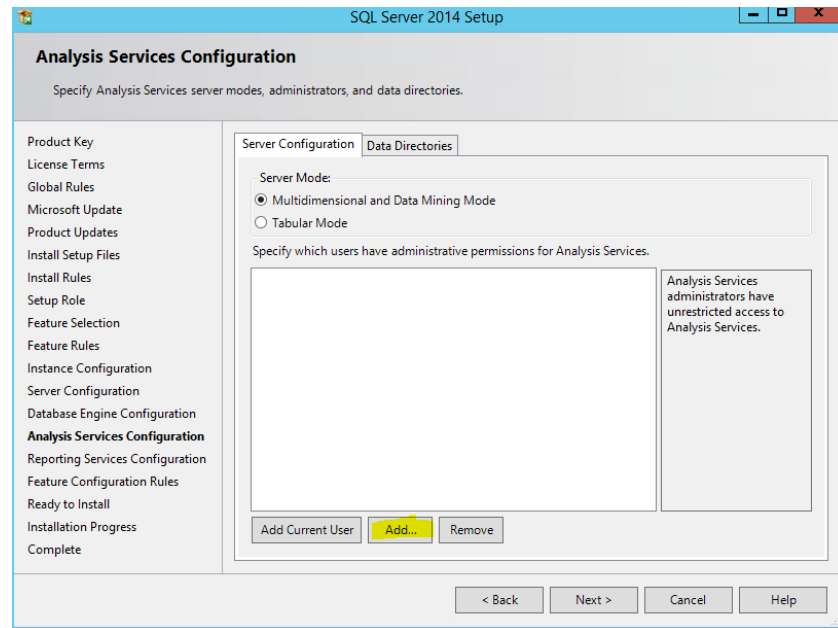 SQL Server 2014 Setup
x
Analysis Services Configuration
Specify Analysis Services server modes, administrators, and data directories.
Product Key
License Terms
Global Rules
Microsoft Update
Product Updates
Install Setup Files
Install Rules
Setup Role
Feature Selection
Feature Rules
Instance Configuration
Server Configuration
Database Engine Configuration
Analysis Services Configuration
Reporting Services Configuration
Feature Configuration Rules
Ready to Install
Installation Progress
Complete
Server Configuration Data Directories
Server Mode:
Multidimensional and Data Mining Mode
Tabular Mode
Specify which users have administrative permissions for Analysis Services.
Analysis Services
administrators have
unrestricted access to
Analysis Services.
Add Current User Add... Remove
< Back Next > Cancel Help